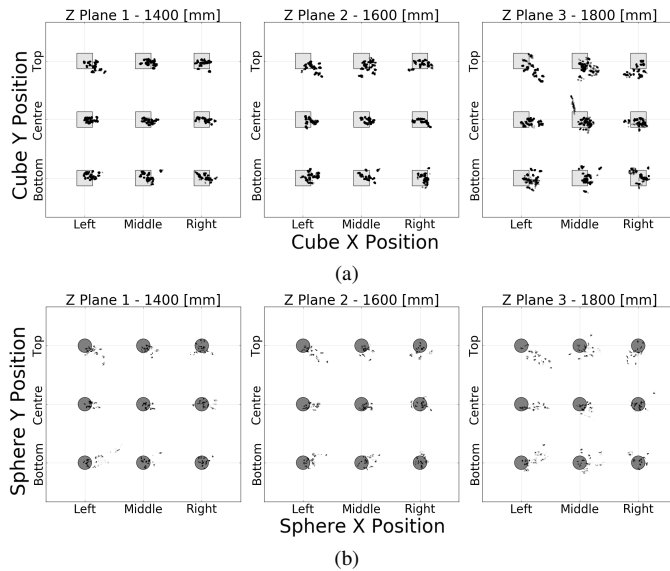 Z Plane 1 - 1400 [mm] Z Plane 2 - 1600 [mm] Z Plane 3 - 1800 [mm]
Cube Y Position
Top Top Top
Centre Centre Centre
Bottom Bottom Bottom
Left Middle Right Left Middle Right Left Middle Right
Cube X Position
(a)
Z Plane 1 - 1400 [mm] Z Plane 2 - 1600 [mm] Z Plane 3 - 1800 [mm]
Sphere Y Position
Top Top Top
Centre Centre Centre
Bottom Bottom Bottom
Left Middle Right Left Middle Right Left Middle Right
Sphere X Position
(b)